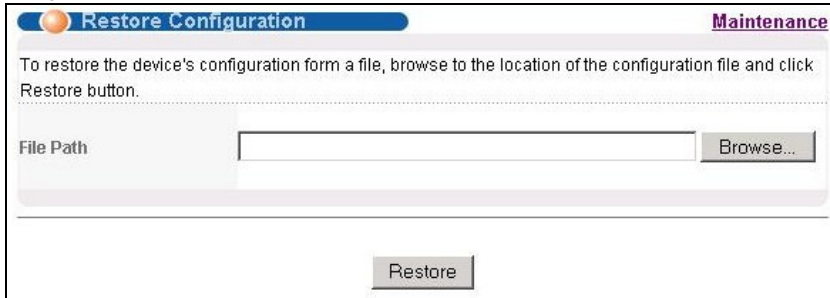 Restore Configuration
Maintenance
To restore the device's configuration form a file, browse to the location of the configuration file and click
Restore button.
File Path
Browse...
Restore